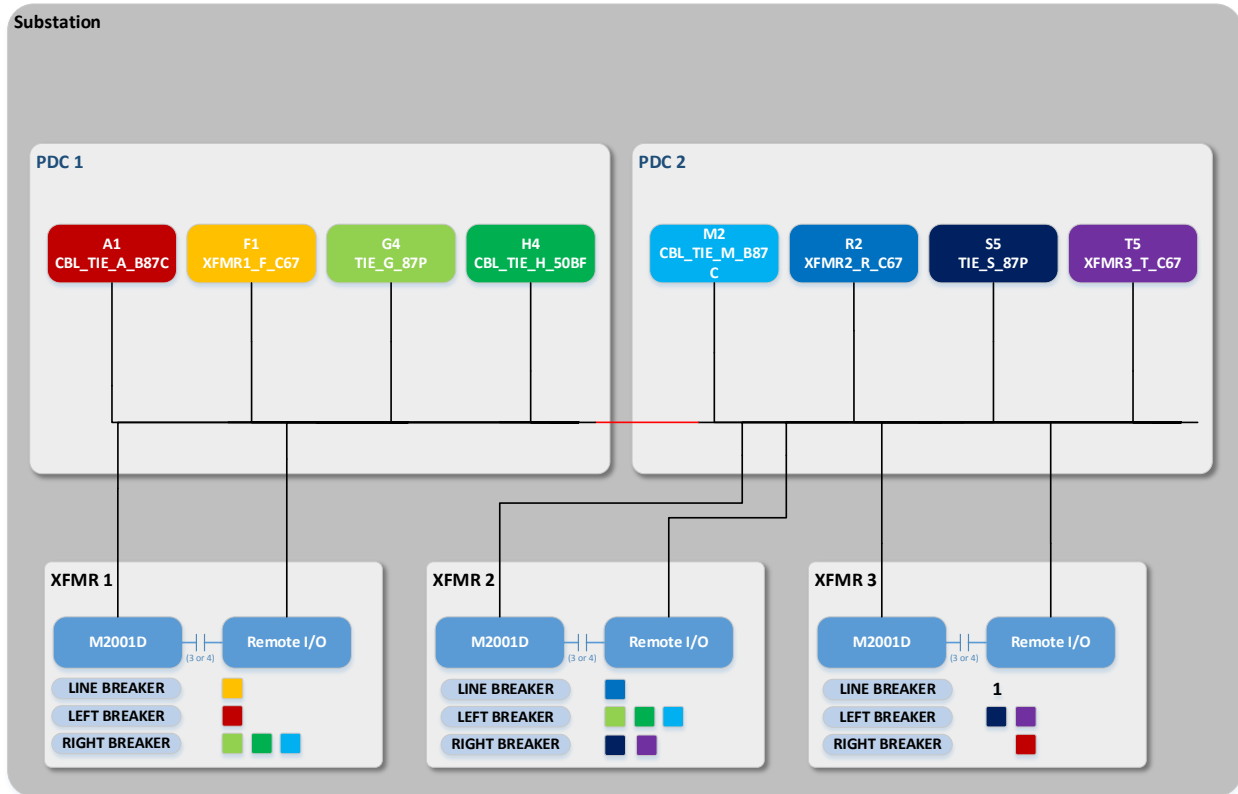 Substation
PDC 1
PDC 2
A1
CBL_TIE_A_B87C
F1
XFMR1_F_C67
G4
TIE_G_87P
H4
CBL_TIE_H_50BF
M2
CBL_TIE_M_B87
C
R2
XFMR2_R_C67
S5
TIE_S_87P
T5
XFMR3_T_C67
XFMR 1
M2001D
(3 or 4)
Remote I/O
LINE BREAKER
LEFT BREAKER
RIGHT BREAKER
XFMR 2
M2001D
(3 or 4)
Remote I/O
LINE BREAKER
LEFT BREAKER
RIGHT BREAKER
XFMR 3
M2001D
(3 or 4)
Remote I/O
LINE BREAKER 1
LEFT BREAKER
RIGHT BREAKER